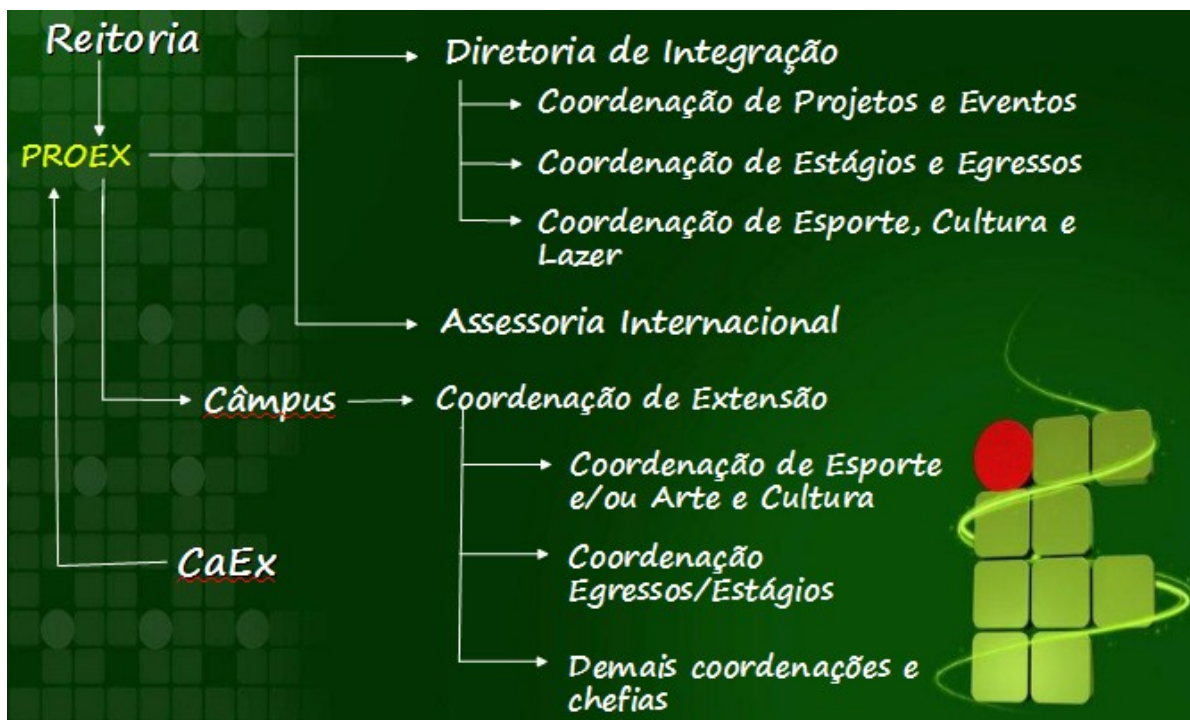 Reitoria
PROEX
Diretoria de Integração
Coordenação de Projetos e Eventos
Coordenação de Estágios e Egressos
Coordenação de Esporte, Cultura e
Lazer
Assessoria Internacional
Câmpus
Coordenação de Extensão
Coordenação de Esporte
e/ou Arte e Cultura
CaEx
Coordenação
Egressos/Estágios
Demais coordenações e
chefias